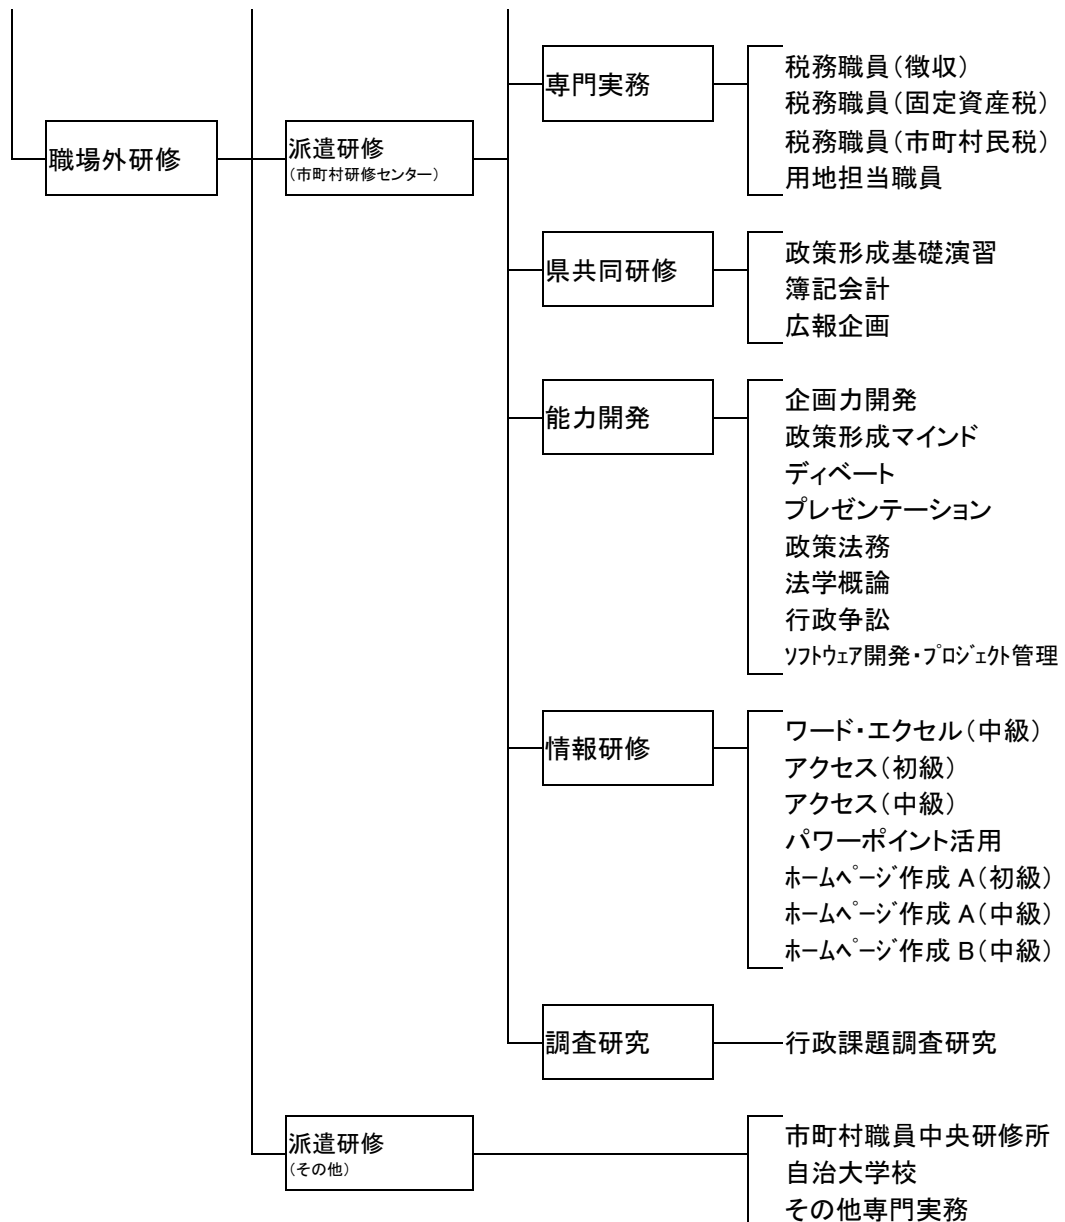 専門実務
税務職員(徴収)
税務職員(固定資産税)
税務職員(市町村民税)
用地担当職員
職場外研修
派遣研修
(市町村研修センター)
県共同研修
政策形成基礎演習
簿記会計
広報企画
能力開発
企画力開発
政策形成マインド
ディベート
プレゼンテーション
政策法務
法学概論
行政争訟
ソフトウェア開発・プロジェクト管理
情報研修
ワード・エクセル(中級)
アクセス(初級)
アクセス(中級)
パワーポイント活用
ホームページ作成 A(初級)
ホームページ作成 A(中級)
ホームページ作成 B(中級)
調査研究
行政課題調査研究
派遣研修
(その他)
市町村職員中央研修所
自治大学校
その他専門実務